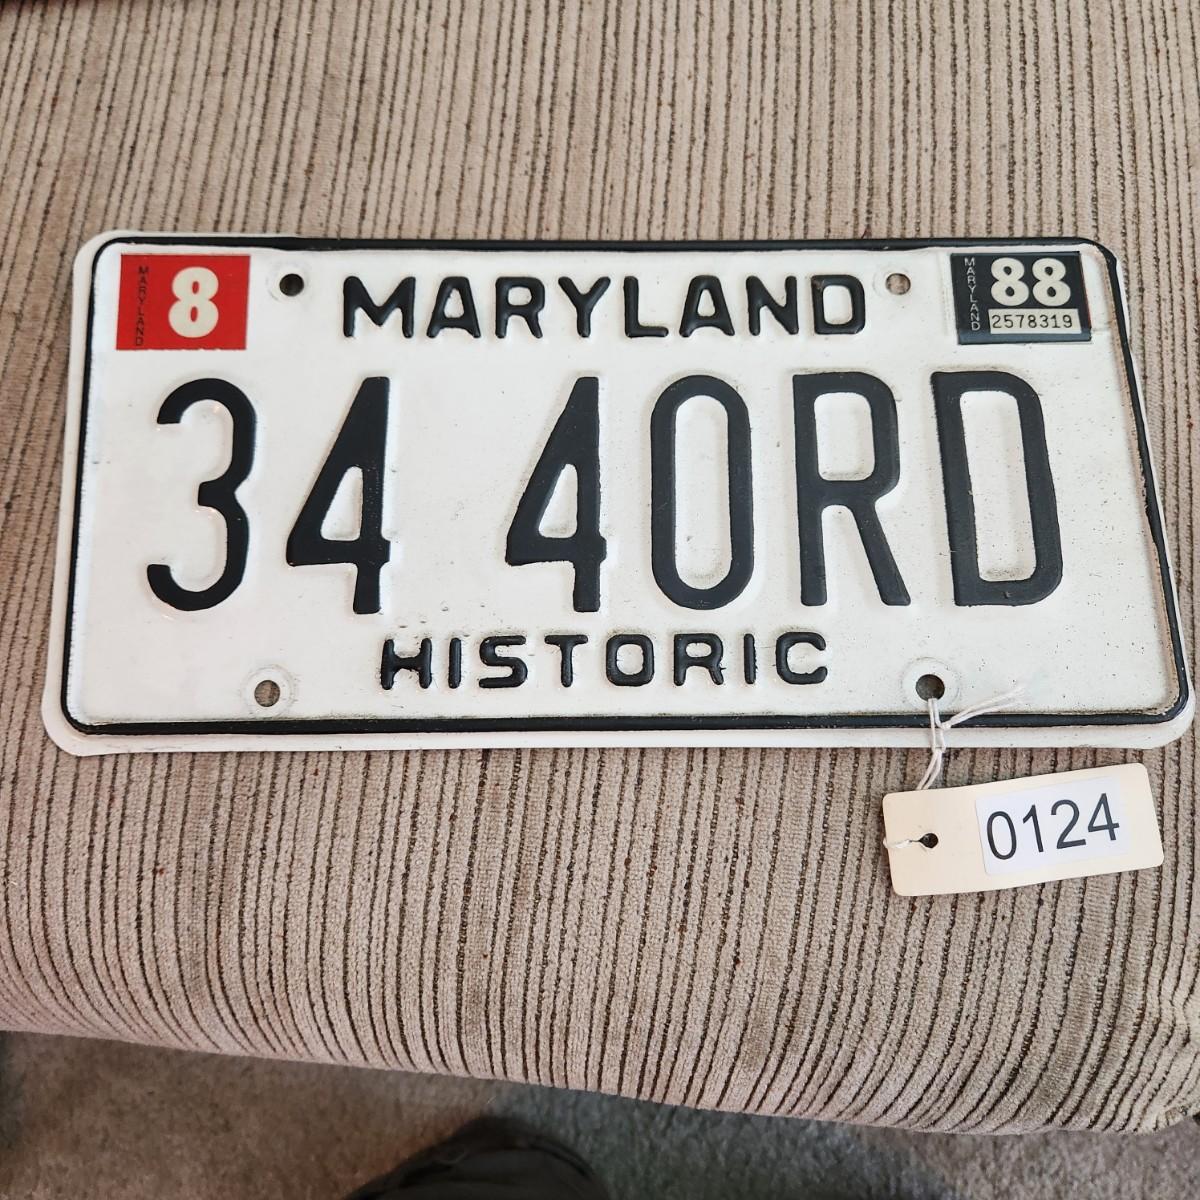 MARYLAND
8
MARYLAND
MARYLAND
88
2578319
34 4ORD
HISTORIC
0124